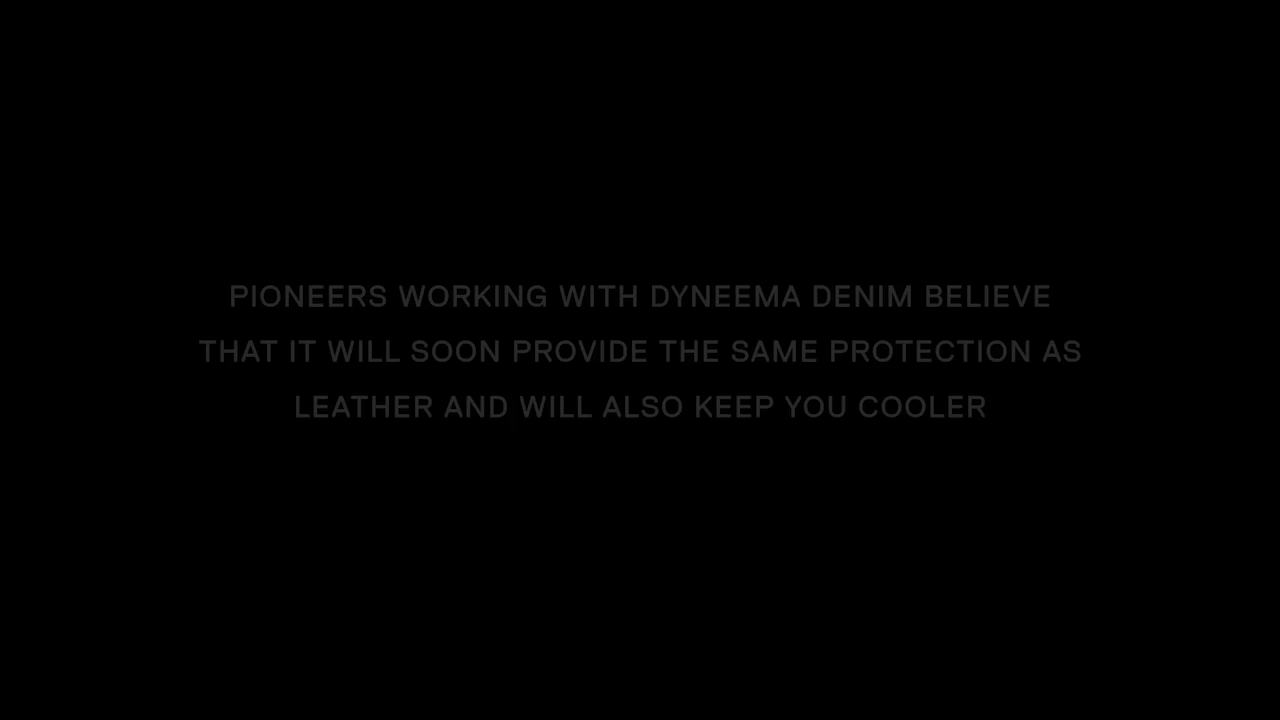 PIONEERS WORKING WITH DYNEEMA DENIM BELIEVE
THAT IT WILL SOON PROVIDE THE SAME PROTECTION AS
LEATHER AND WILL ALSO KEEP YOU COOLER